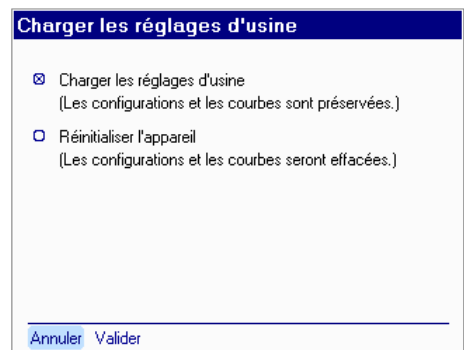 Charger les réglages d'usine
Charger les réglages d'usine
(Les configurations et les courbes sont préservées.)
Réinitialiser l'appareil
(Les configurations et les courbes seront effacées.)
Annuler Valider